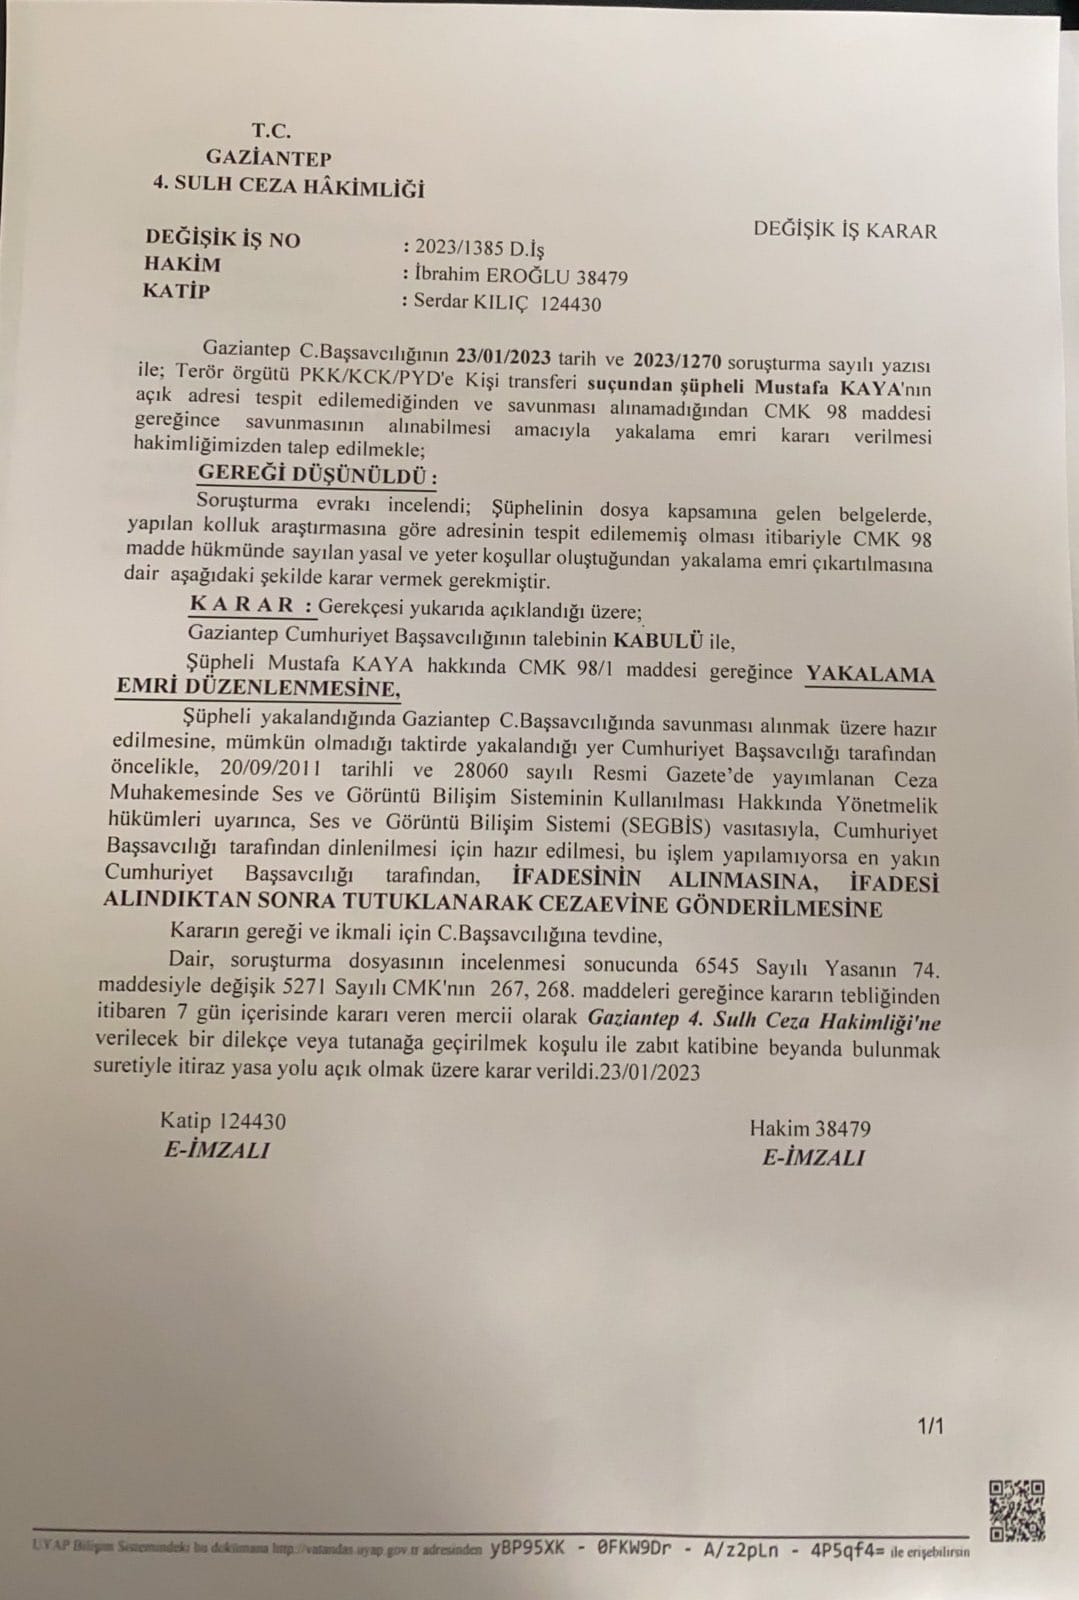 T.C.
GAZİANTEP
4. SULH CEZA HÂKİMLİĞİ
DEĞİŞİK İŞ KARAR
DEĞİŞİK İŞ NO : 2023/1385 D.İş
HAKİM : İbrahim EROĞLU 38479
KATİP : Serdar KILIÇ 124430
Gaziantep C.Başsavcılığının 23/01/2023 tarih ve 2023/1270 soruşturma sayılı yazısı
ile; Terör örgütü PKK/KCK/PYD'e Kişi transferi suçundan şüpheli Mustafa KAYA'nın
açık adresi tespit edilemediğinden ve savunması alınamadığından CMK 98 maddesi
gereğince savunmasının alınabilmesi amacıyla yakalama emri kararı verilmesi
hakimliğimizden talep edilmekle;
GEREĞİ DÜŞÜNÜLDÜ :
Soruşturma evrakı incelendi; Şüphelinin dosya kapsamına gelen belgelerde,
yapılan kolluk araştırmasına göre adresinin tespit edilememiş olması itibariyle CMK 98
madde hükmünde sayılan yasal ve yeter koşullar oluştuğundan yakalama emri çıkartılmasına
dair aşağıdaki şekilde karar vermek gerekmiştir.
K A R A R : Gerekçesi yukarıda açıklandığı üzere;
Gaziantep Cumhuriyet Başsavcılığının talebinin KABULÜ ile,
Şüpheli Mustafa KAYA hakkında CMK 98/1 maddesi gereğince YAKALAMA
EMRİ DÜZENLENMESİNE,
Şüpheli yakalandığında Gaziantep C.Başsavcılığında savunması alınmak üzere hazır
edilmesine, mümkün olmadığı taktirde yakalandığı yer Cumhuriyet Başsavcılığı tarafından
öncelikle, 20/09/2011 tarihli ve 28060 sayılı Resmi Gazete’de yayımlanan Ceza
Muhakemesinde Ses ve Görüntü Bilişim Sisteminin Kullanılması Hakkında Yönetmelik
hükümleri uyarınca, Ses ve Görüntü Bilişim Sistemi (SEGBİS) vasıtasıyla, Cumhuriyet
Başsavcılığı tarafından dinlenilmesi için hazır edilmesi, bu işlem yapılamıyorsa en yakın
Cumhuriyet Başsavcılığı tarafından, İFADESİNİN ALINMASINA, İFADESİ
ALINDIKTAN SONRA TUTUKLANARAK CEZAEVİNE GÖNDERİLMESİNE
Kararın gereği ve ikmali için C.Başsavcılığına tevdine,
Dair, soruşturma dosyasının incelenmesi sonucunda 6545 Sayılı Yasanın 74.
maddesiyle değişik 5271 Sayılı CMK'nın 267, 268. maddeleri gereğince kararın tebliğinden
itibaren 7 gün içerisinde kararı veren mercii olarak Gaziantep 4. Sulh Ceza Hakimliği'ne
verilecek bir dilekçe veya tutanağa geçirilmek koşulu ile zabıt katibine beyanda bulunmak
suretiyle itiraz yasa yolu açık olmak üzere karar verildi.23/01/2023
Katip 124430
E-İMZALI
Hakim 38479
E-İMZALI
1/1
UYAP Bilişim Sistemindeki bu dokümana http://vatandas.uyap.gov.tr adresinden yBP95XK - 0FKW9Dr - A/z2pLn - 4P5qf4= ile erişebilirsin